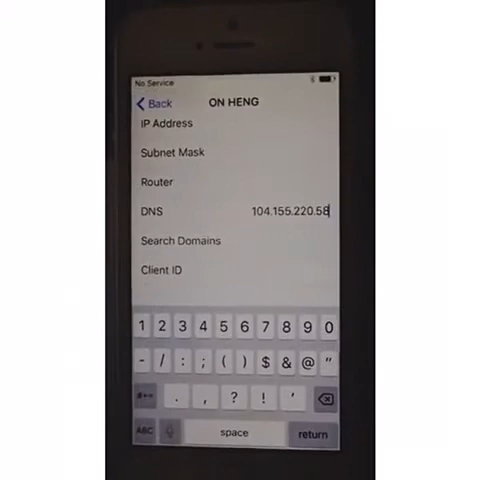 No Service
Back ON HENG
IP Address
Subnet Mask
Router
DNS 104.155.220.58
Search Domains
Client ID
1 2 3 4 5 6 7 8 9 0
- / : ; ( ) $ & @ "
#+= . , ? ! '
ABC space return